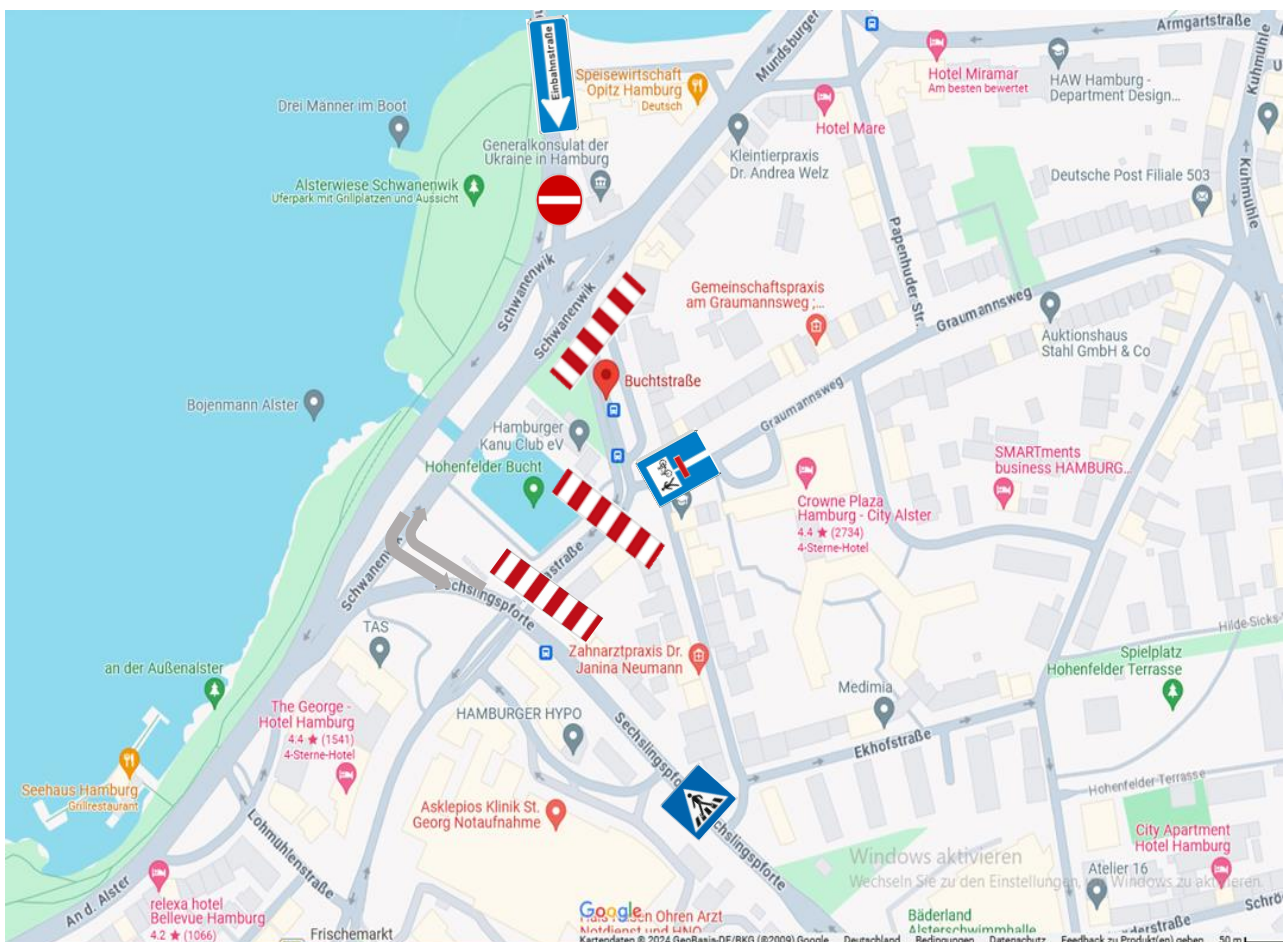 Einbahnstraße
Mundsburger
Armgartstraße
Kuhmühle
Speisewirtschaft
Opitz Hamburg
Deutsch
Hotel Miramar
Am besten bewertet
HAW Hamburg -
Department Design...
Drei Männer im Boot
Hotel Mare
Generalkonsulat der
Ukraine in Hamburg
Kleintierpraxis
Dr. Andrea Welz
Deutsche Post Filiale 503
Kuhmühle
Alsterwiese Schwanenwik
Uferpark mit Grillplätzen und Aussicht
Papenhuder Str.
Schwanenwik
Schwanenwik
Gemeinschaftspraxis
am Graumannsweg ;...
Graumannsweg
Auktionshaus
Stahl GmbH & Co
Buchtstraße
Bojenmann Alster
Graumannsweg
Hamburger
Kanu Club eV
Hohenfelder Bucht
SMARTments
business HAMBURG...
Crowne Plaza
Hamburg - City Alster
4.4 ★ (2734)
4-Sterne-Hotel
Sechslingspforte
TAS
Zahnarztpraxis Dr.
Janina Neumann
Spielplatz
Hohenfelder Terrasse
an der Außenalster
Medimia
The George -
Hotel Hamburg
4.4 ★ (1541)
4-Sterne-Hotel
HAMBURGER HYPO
Sechslingspforte
Ekhofstraße
Seehaus Hamburg
Grillrestaurant
Asklepios Klinik St.
Georg Notaufnahme
Hohenfelder Terrasse
Lohmühlenstraße
City Apartment
Hotel Hamburg
Windows aktivieren
Wechseln Sie zu den Einstellungen, um Windows zu aktivieren.
Atelier 16
An d. Alster
relexa hotel
Bellevue Hamburg
4.2 ★ (1066)
Frischemarkt
Google
Bäderland
Alsterschwimmhalle
Kartendaten © 2024 GeoBasis-DE/BKG (©2009) Google Deutschland Bedingungen Datenschutz Feedback zu Produkt(en) geben 50 m